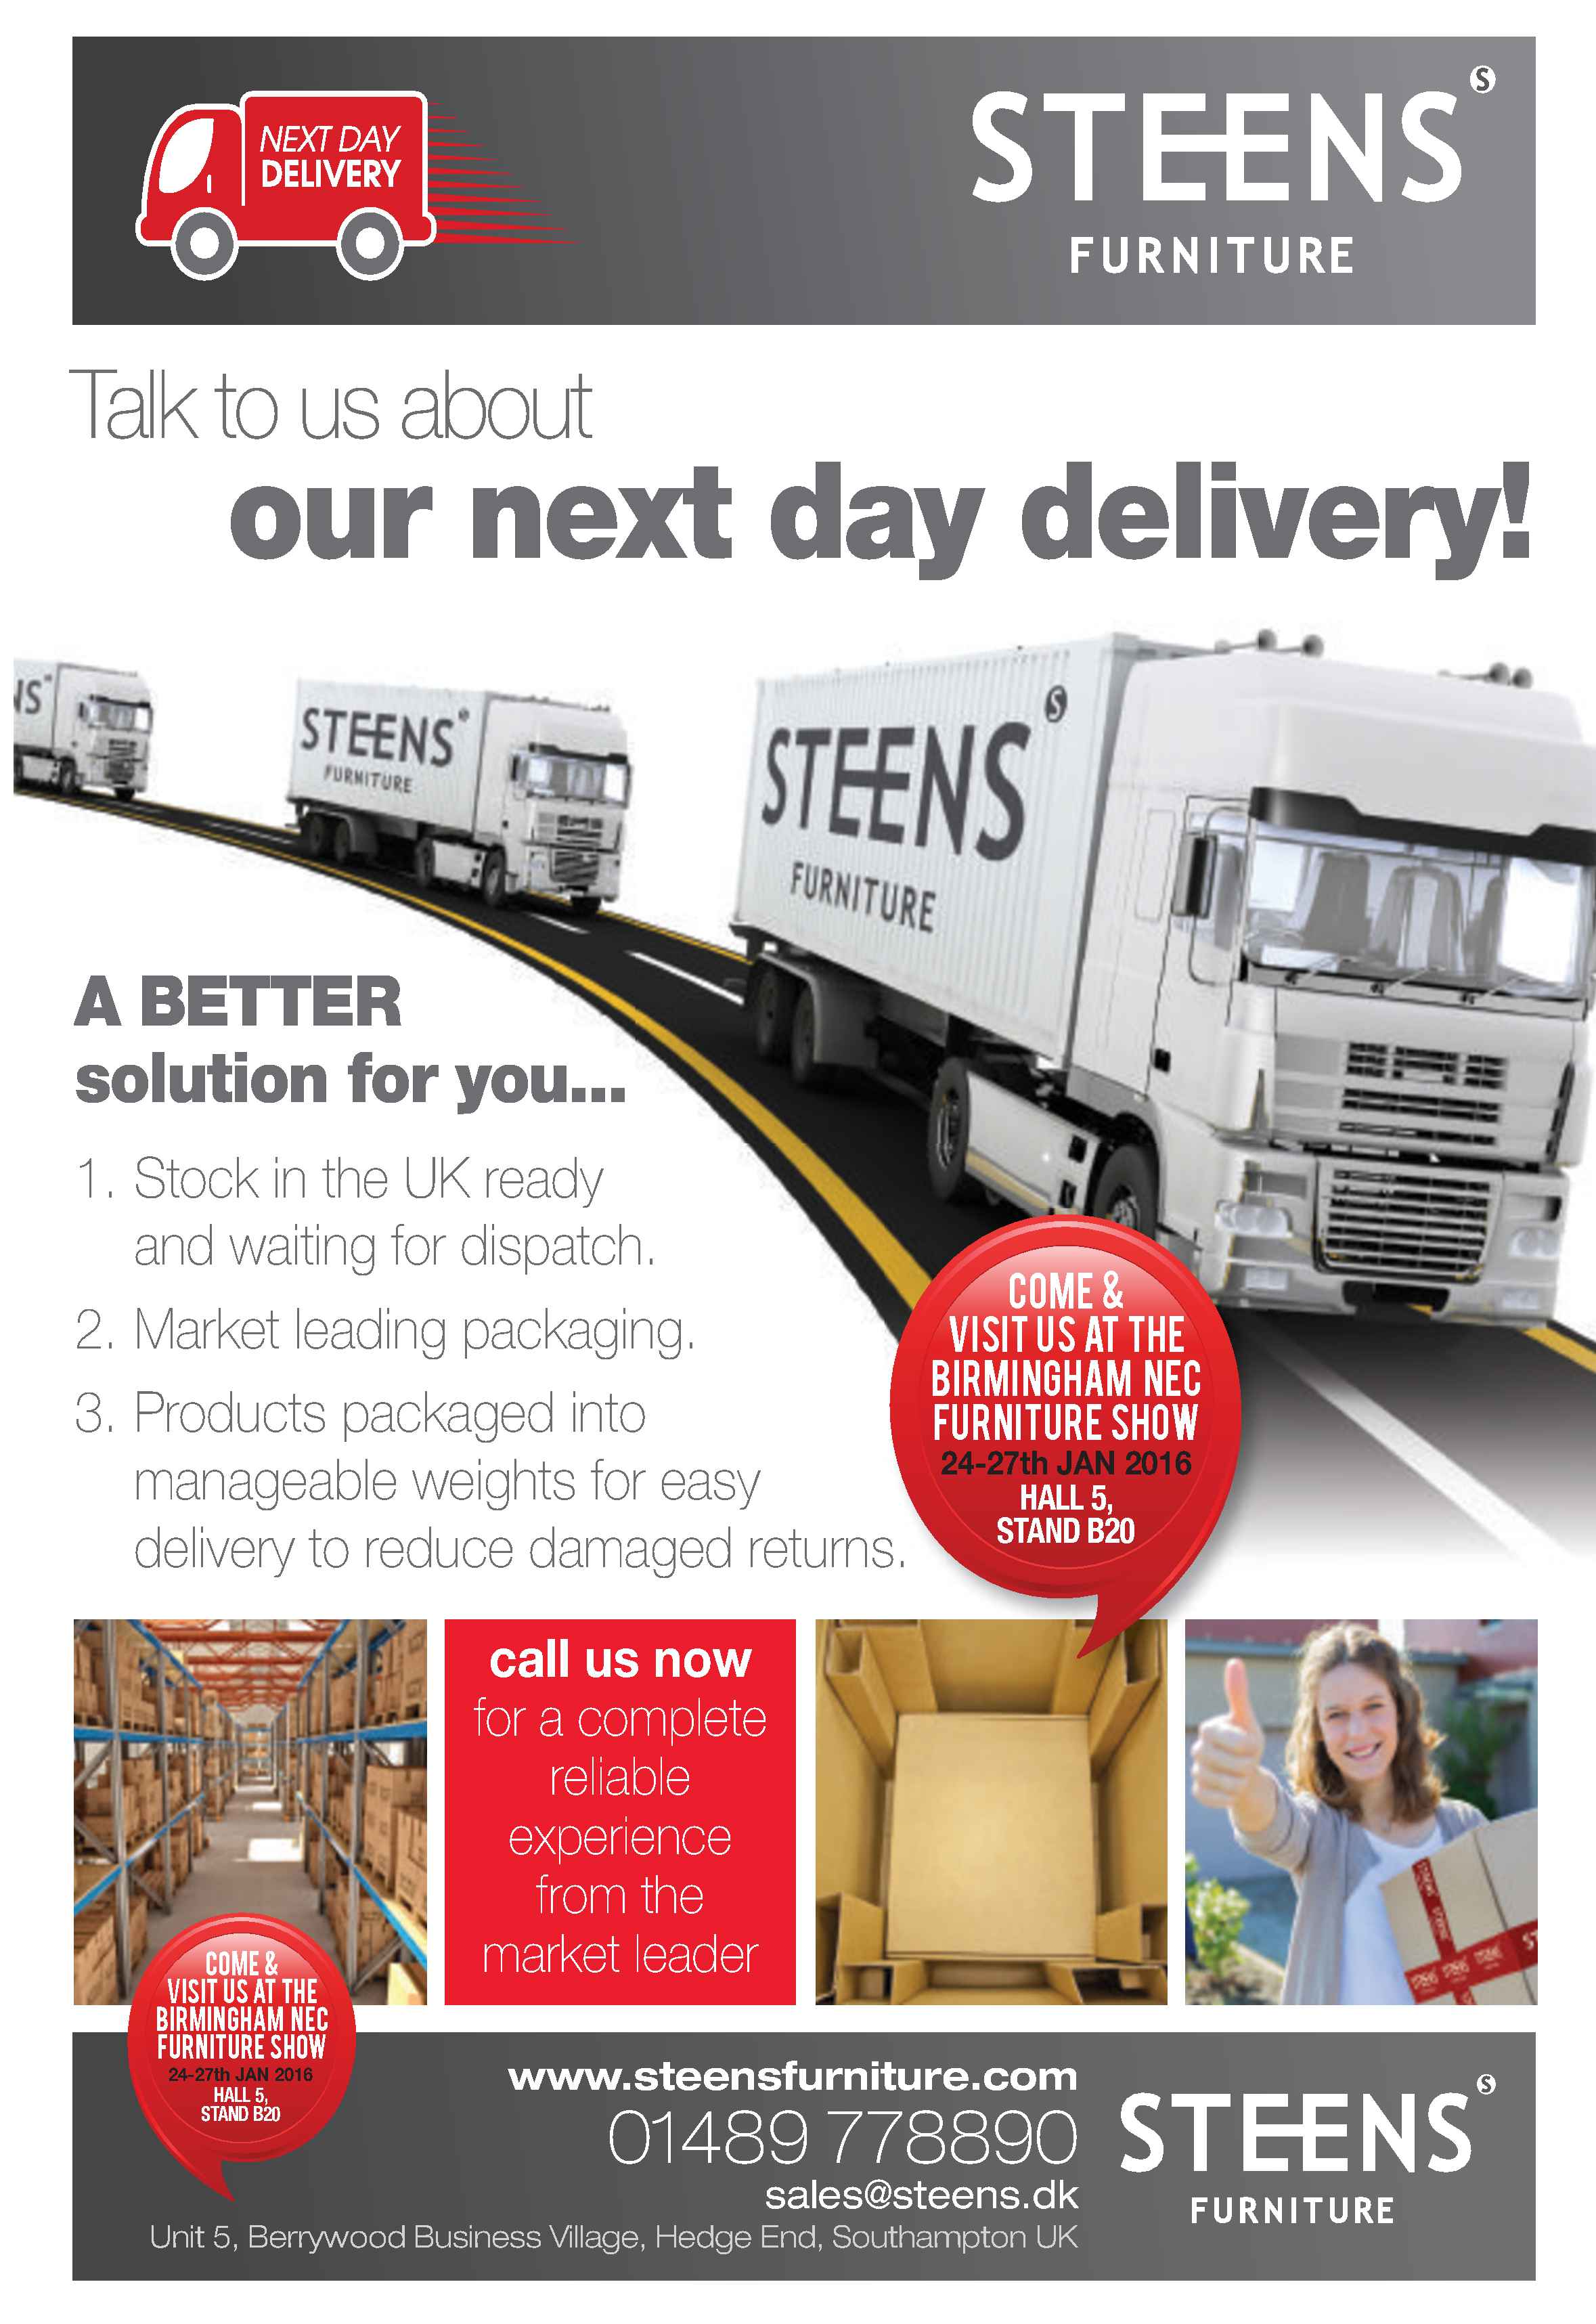 NEXT DAY
DELIVERY
STEENS S
FURNITURE
Talk to us about
our next day delivery!
NS
STEENS
FURNITURE
STEENS S
FURNITURE
A BETTER
solution for you...
1. Stock in the UK ready
and waiting for dispatch.
2. Market leading packaging.
3. Products packaged into
manageable weights for easy
delivery to reduce damaged returns.
COME &
VISIT US AT THE
BIRMINGHAM NEC
FURNITURE SHOW
24-27th JAN 2016
HALL 5,
STAND B20
call us now
for a complete
reliable
experience
from the
market leader
STEENS
COME &
VISIT US AT THE
BIRMINGHAM NEC
FURNITURE SHOW
24-27th JAN 2016
HALL 5,
STAND B20
www.steensfurniture.com
01489 778890
sales@steens.dk
Unit 5, Berrywood Business Village, Hedge End, Southampton UK
STEENS S
FURNITURE